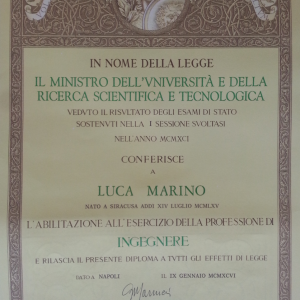 IN NOME DELLA LEGGE
IL MINISTRO DELL'VNIVERSITÀ E DELLA
RICERCA SCIENTIFICA E TECNOLOGICA
VEDVTO IL RISVLTATO DEGLI ESAMI DI STATO
SOSTENVTI NELLA I SESSIONE SVOLTASI
NELL'ANNO MCMXCI
CONFERISCE
A
LUCA MARINO
NATO A SIRACUSA ADDI XIV LUGLIO MCMLXV
L'ABILITAZIONE ALL'ESERCIZIO DELLA PROFESSIONE DI
INGEGNERE
E RILASCIA IL PRESENTE DIPLOMA A TVTTI GLI EFFETTI DI LEGGE
DATO A NAPOLI IL IX GENNAIO MCMXCVI